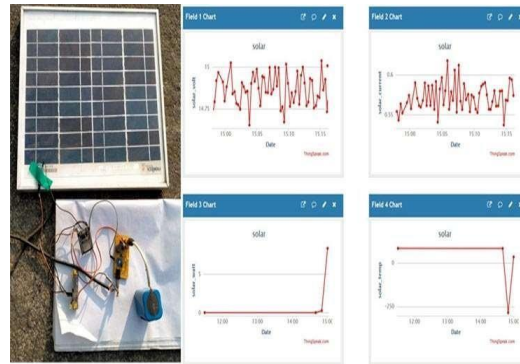 Field 1 Chart
solar
15
14.75
15:00
15:05
15:10
15:15
Date
ThingSpeak.com
Field 2 Chart
solar
0.6
0.55
15:00
15:05
15:10
15:15
Date
ThingSpeak.com
Field 3 Chart
solar
5
0
12:00
13:00
14:00
15:00
Date
ThingSpeak.com
Field 4 Chart
solar
0
-250
12:00
13:00
14:00
15:00
Date
ThingSpeak.com